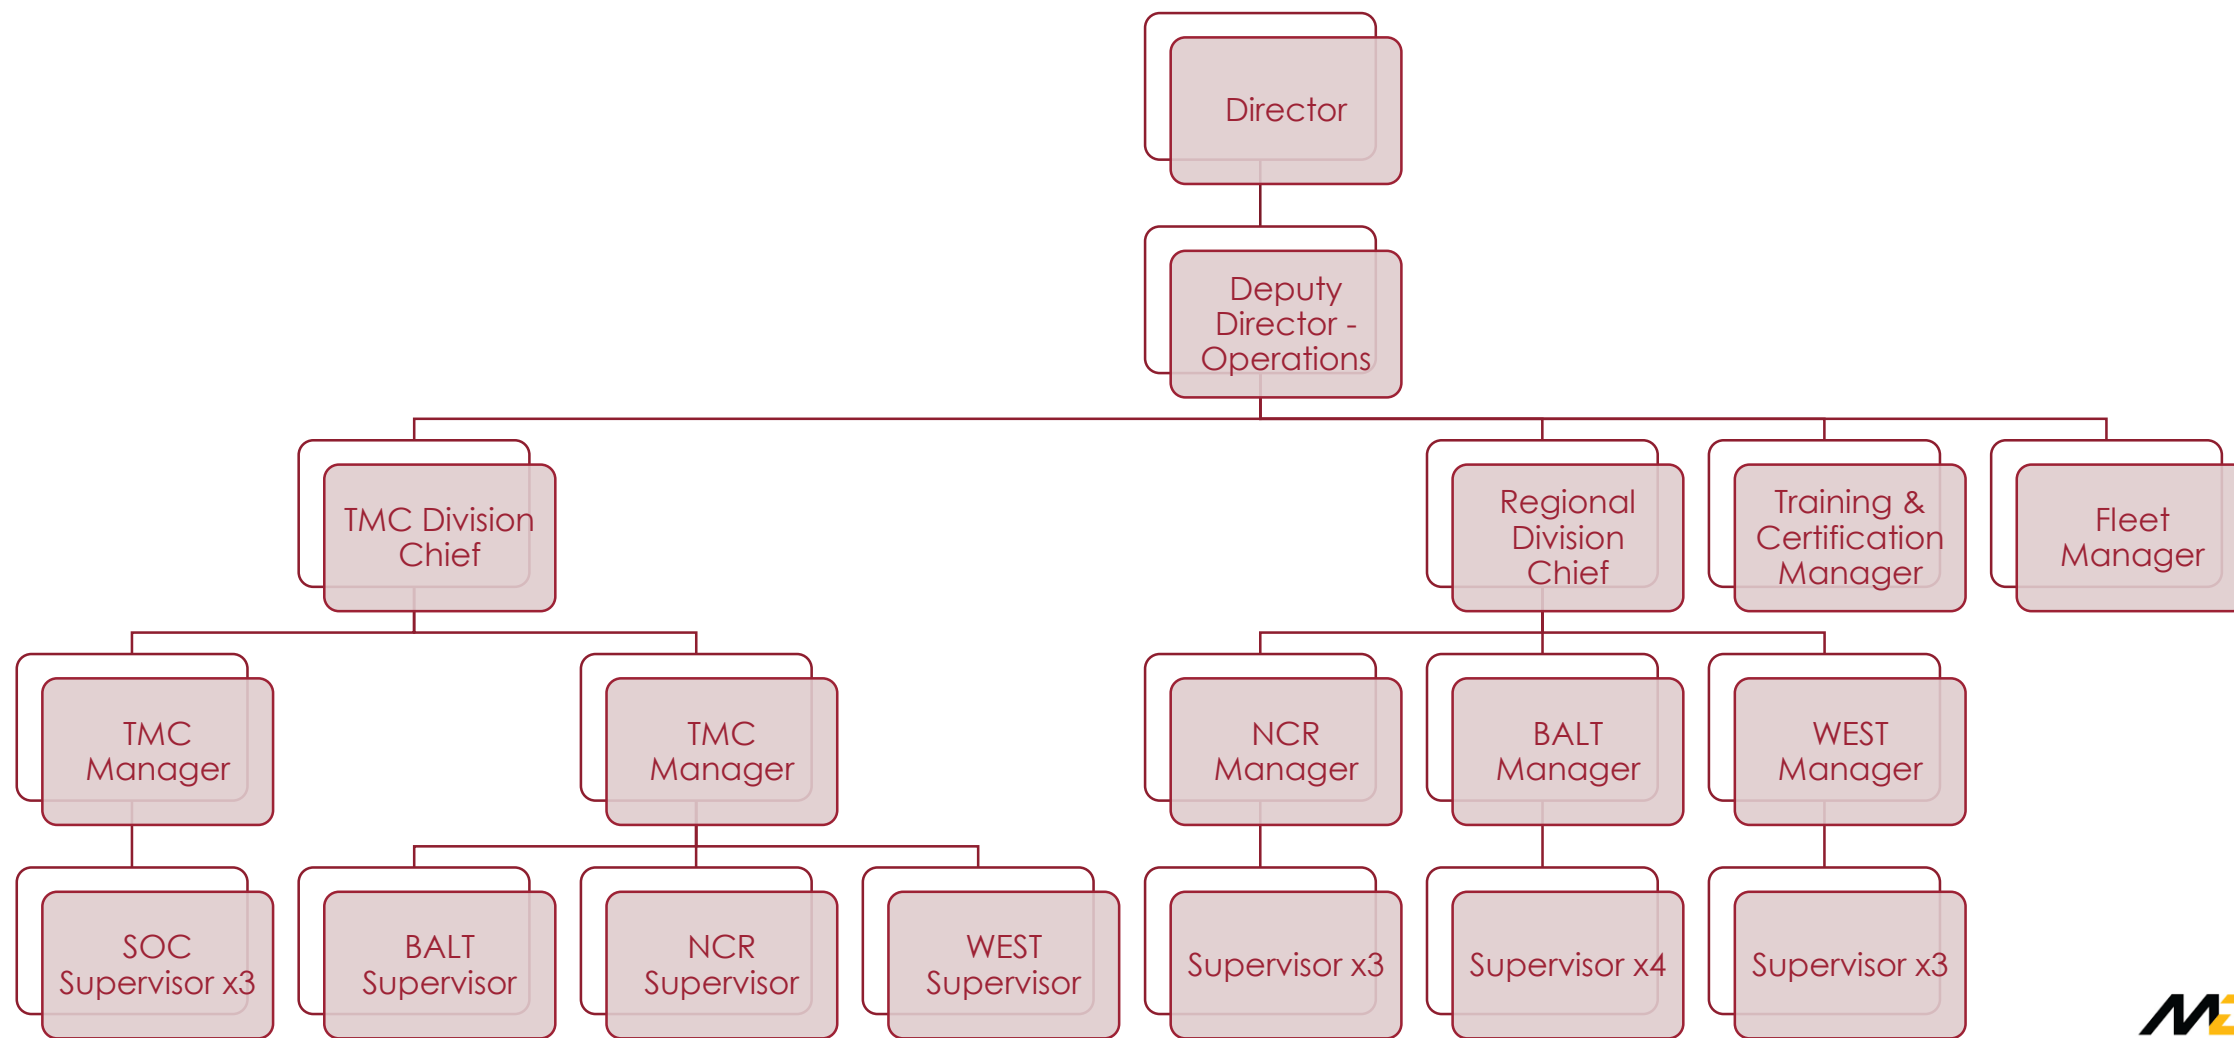 Director
Deputy
Director -
Operations
TMC Division
Chief
Regional
Division
Chief
Training &
Certification
Manager
Fleet
Manager
TMC
Manager
TMC
Manager
NCR
Manager
BALT
Manager
WEST
Manager
SOC
Supervisor x3
BALT
Supervisor
NCR
Supervisor
WEST
Supervisor
Supervisor x3
Supervisor x4
Supervisor x3